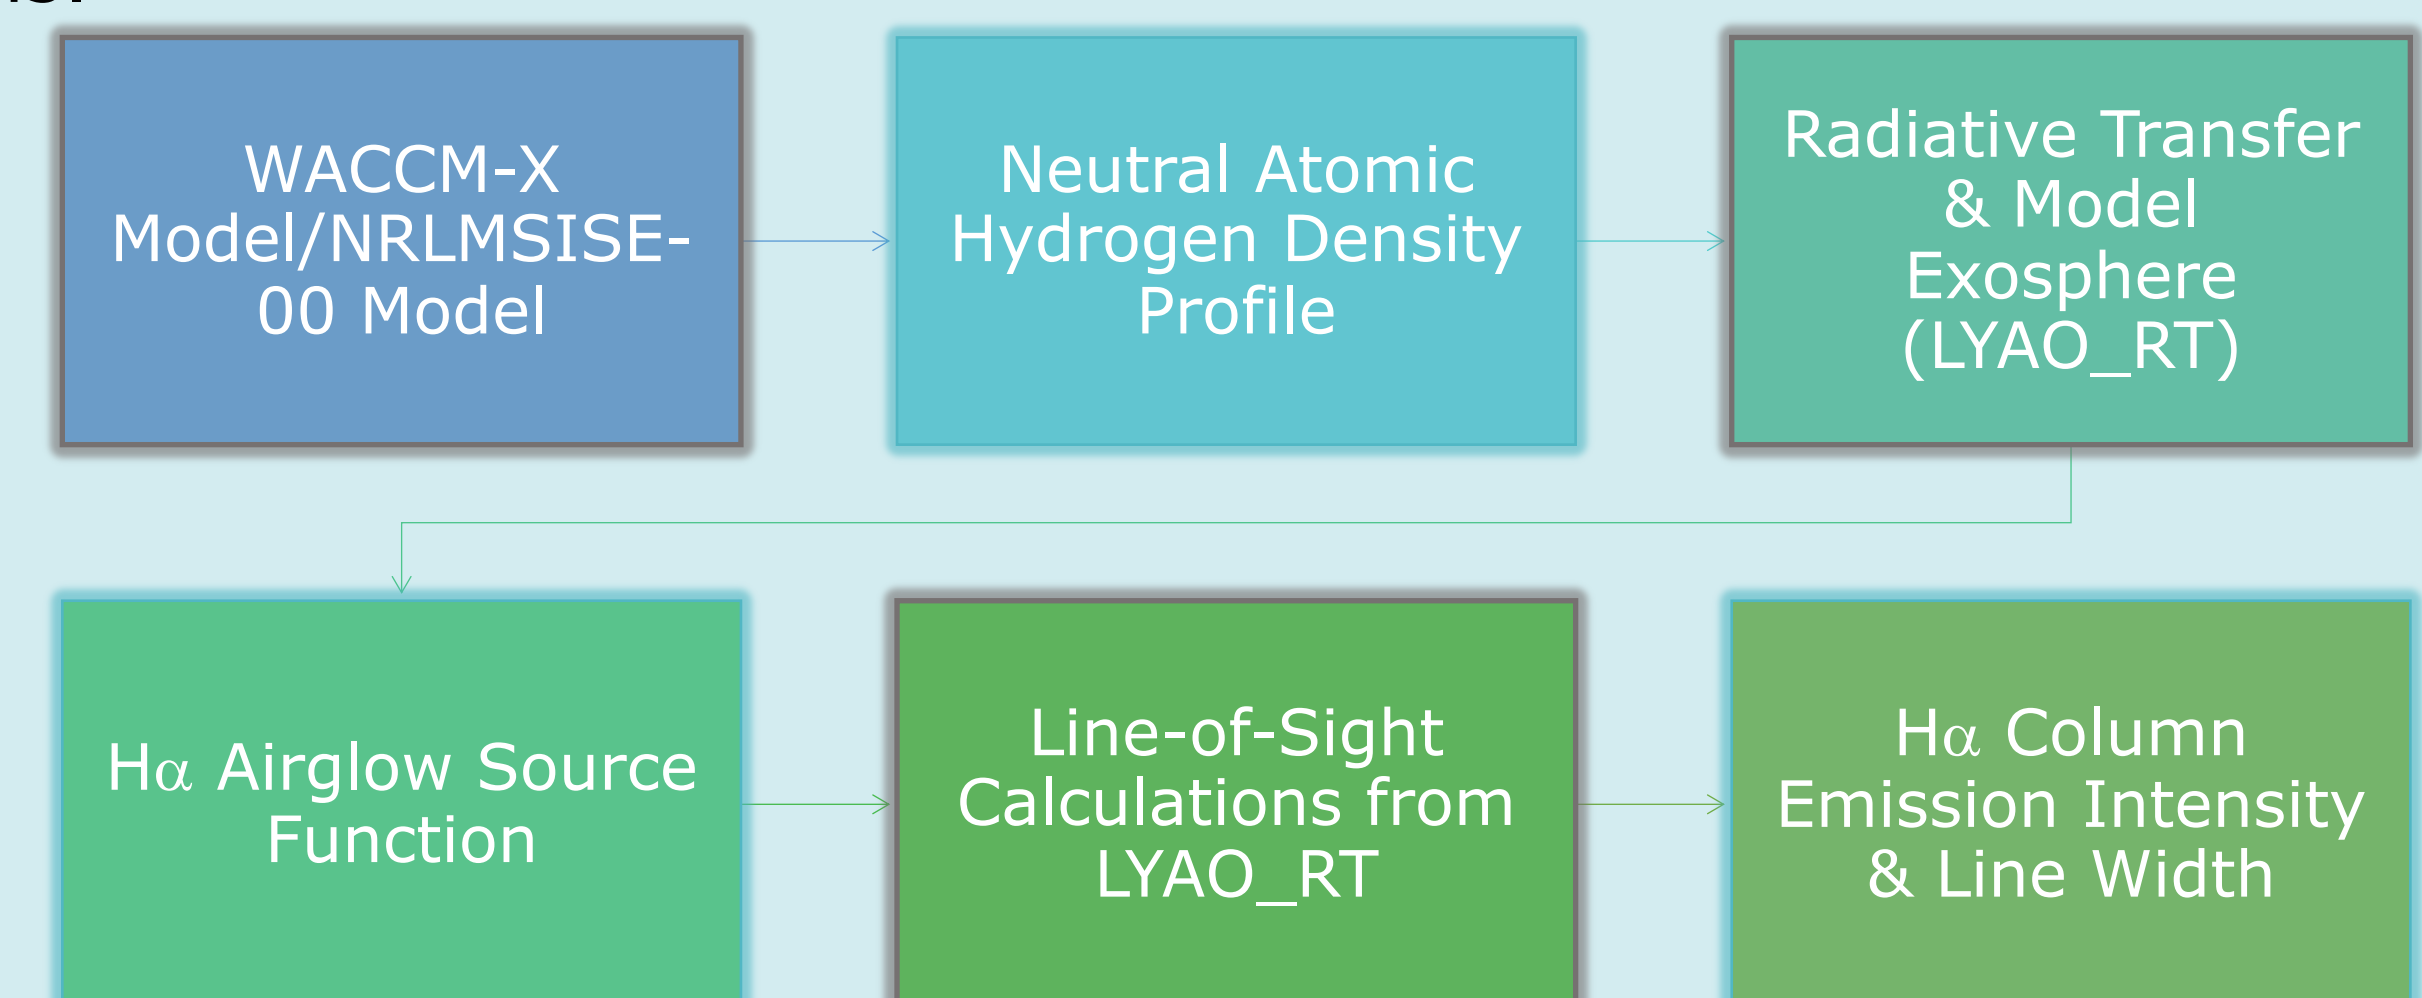 WACCM-X
Model/NRLMSISE-
00 Model
Neutral Atomic
Hydrogen Density
Profile
Radiative Transfer
& Model
Exosphere
(LYAO_RT)
Hα Airglow Source
Function
Line-of-Sight
Calculations from
LYAO_RT
Hα Column
Emission Intensity
& Line Width